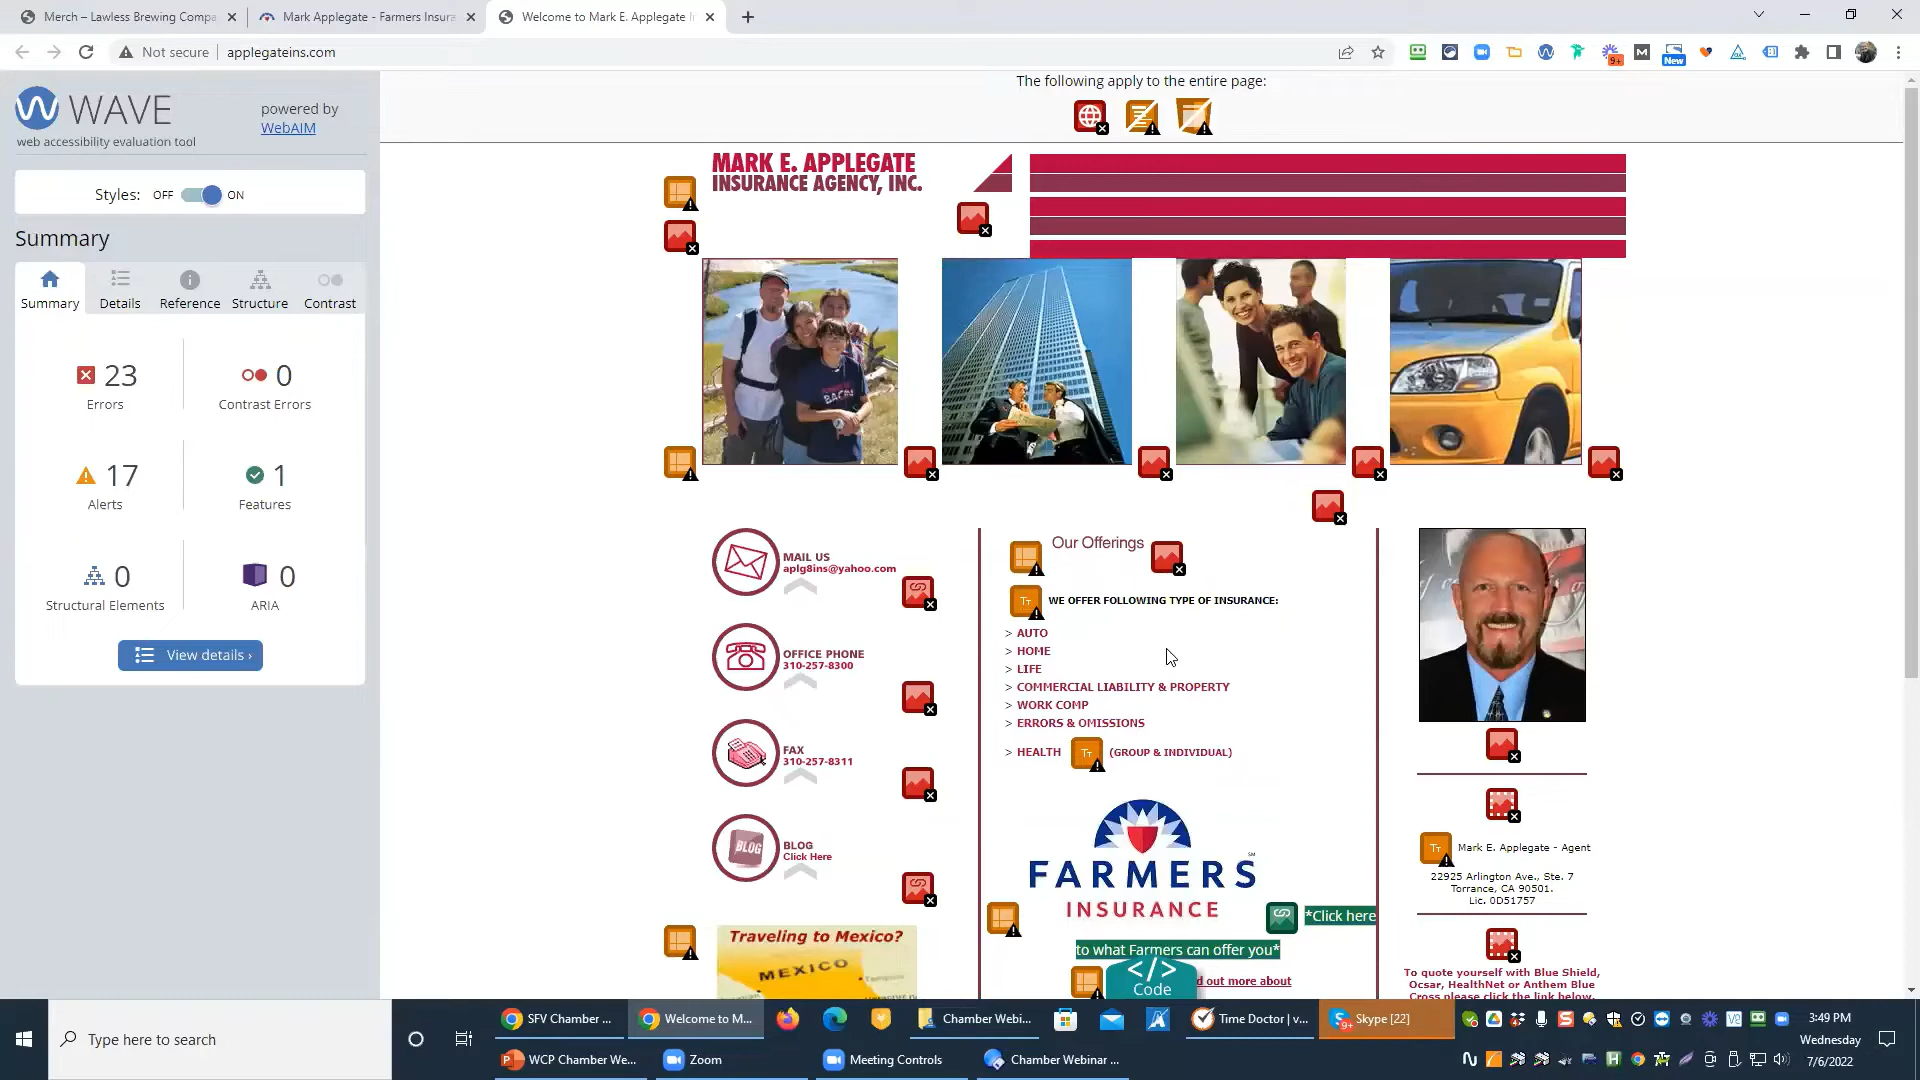 Merch – Lawless Brewing Compa
Mark Applegate - Farmers Insura
Welcome to Mark E. Applegate I
Not secure
applegateins.com
9+
New
WAVE
powered by
WebAIM
web accessibility evaluation tool
Styles: OFF ON
Summary
Summary
Details
Reference
Structure
Contrast
23
Errors
0
Contrast Errors
17
Alerts
1
Features
0
Structural Elements
0
ARIA
View details ›
The following apply to the entire page:
MARK E. APPLEGATE
INSURANCE AGENCY, INC.
MAIL US
aplg8ins@yahoo.com
OFFICE PHONE
310-257-8300
FAX
310-257-8311
BLOG
BLOG
Click Here
Traveling to Mexico?
MEXICO
Our Offerings
WE OFFER FOLLOWING TYPE OF INSURANCE:
> AUTO
> HOME
> LIFE
> COMMERCIAL LIABILITY & PROPERTY
> WORK COMP
> ERRORS & OMISSIONS
> HEALTH (GROUP & INDIVIDUAL)
FARMERS
INSURANCE
*Click here
to what Farmers can offer you*
</>
Code
d out more about
Mark E. Applegate - Agent
22925 Arlington Ave., Ste. 7
Torrance, CA 90501.
Lic. 0D51757
To quote yourself with Blue Shield,
Ocsar, HealthNet or Anthem Blue
Cross please click the link below.
Type here to search
SFV Chamber ...
Welcome to M...
Chamber Webi...
Time Doctor | v...
9+
Skype [22]
WCP Chamber We...
Zoom
Meeting Controls
Chamber Webinar ...
3:49 PM
Wednesday
7/6/2022